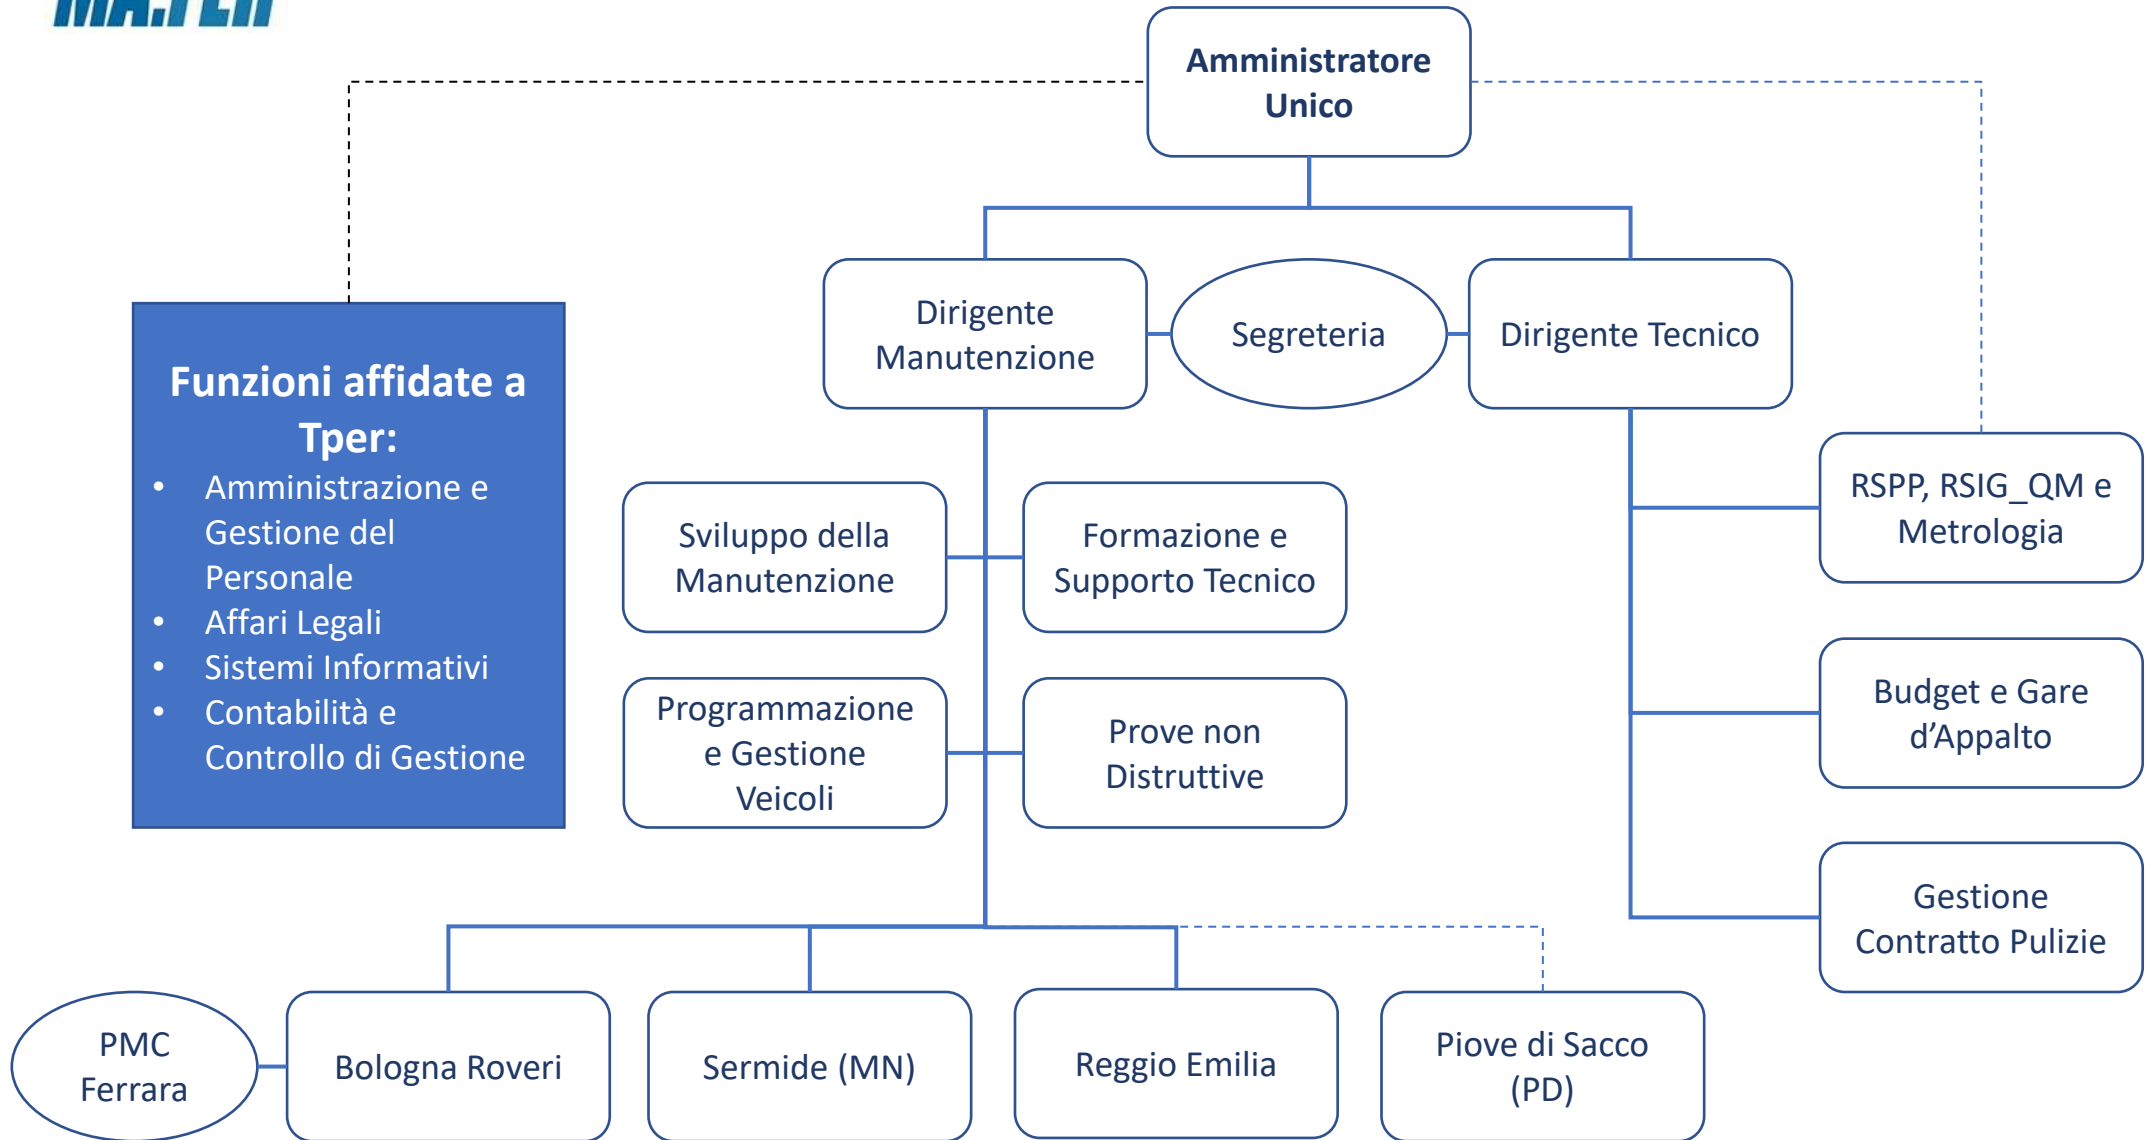 MA.FER
Amministratore
Unico
Dirigente
Manutenzione
Segreteria
Dirigente Tecnico
Funzioni affidate a
Tper:
• Amministrazione e
Gestione del
Personale
• Affari Legali
• Sistemi Informativi
• Contabilità e
Controllo di Gestione
Sviluppo della
Manutenzione
Formazione e
Supporto Tecnico
RSPP, RSIG_QM e
Metrologia
Programmazione
e Gestione
Veicoli
Prove non
Distruttive
Budget e Gare
d’Appalto
Gestione
Contratto Pulizie
PMC
Ferrara
Bologna Roveri
Sermide (MN)
Reggio Emilia
Piove di Sacco
(PD)